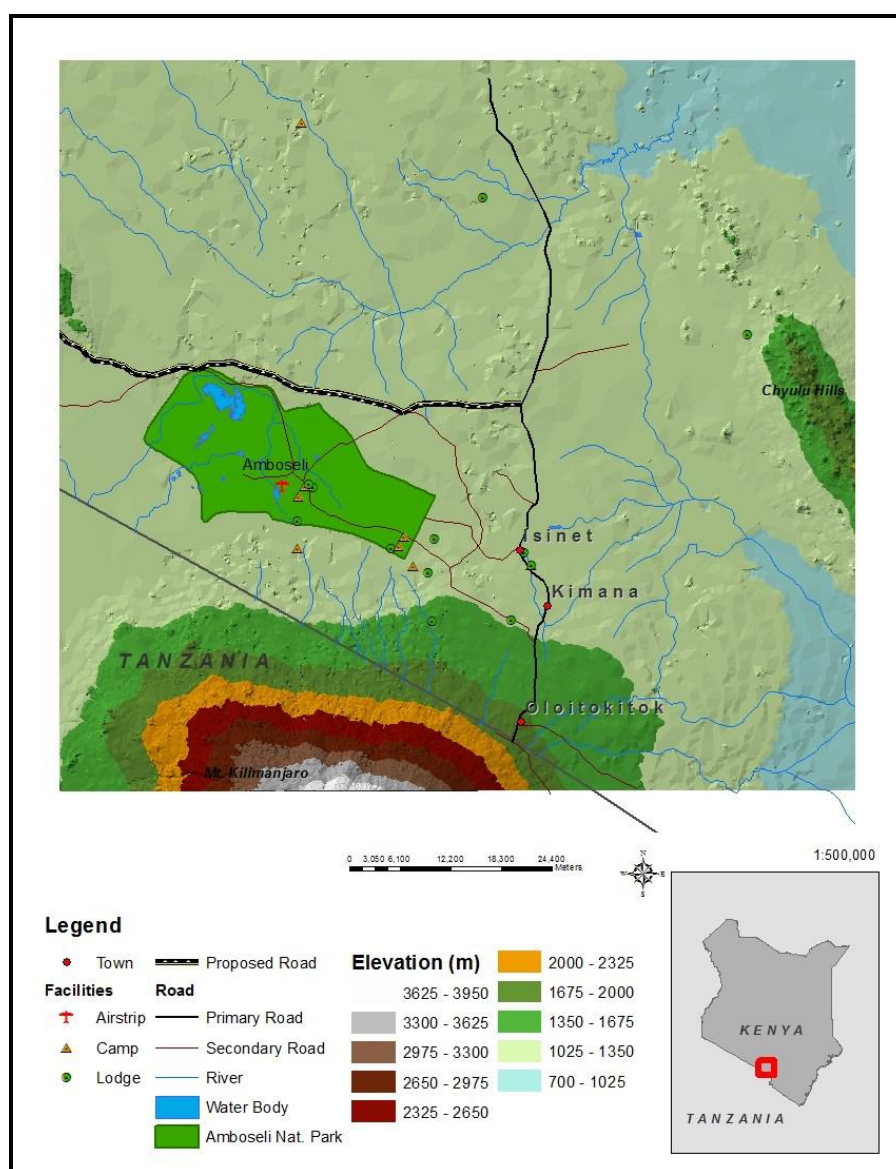 Chyulu Hills
Amboseli
Isinet
Kimana
TANZANIA
Oloitokitok
Mt. Kilimanjaro
0 3,050 6,100 12,200 18,300 24,400
Meters
N
W E
S
1:500,000
Legend
Town
Proposed Road
Facilities
Road
Airstrip
Primary Road
Camp
Secondary Road
Lodge
River
Water Body
Amboseli Nat. Park
Elevation (m)
3625 - 3950
3300 - 3625
2975 - 3300
2650 - 2975
2325 - 2650
2000 - 2325
1675 - 2000
1350 - 1675
1025 - 1350
700 - 1025
KENYA
TANZANIA